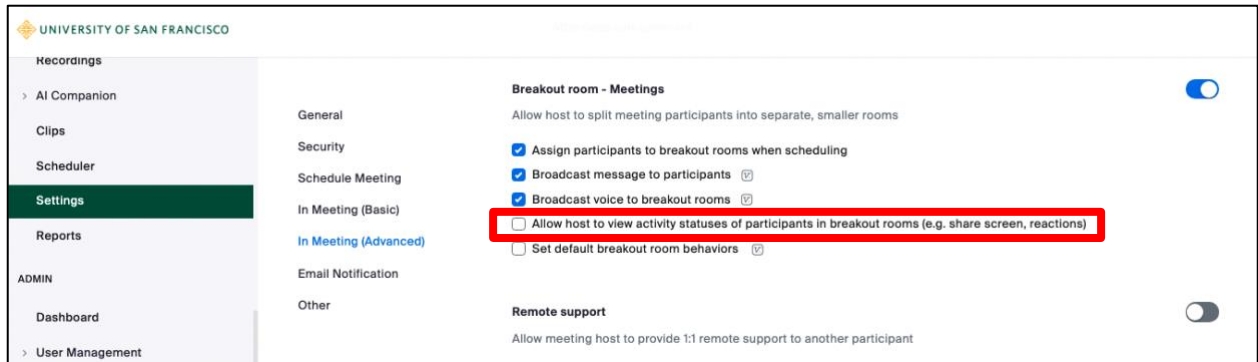 UNIVERSITY OF SAN FRANCISCO
Recordings
> AI Companion
Clips
Scheduler
Settings
Reports
ADMIN
Dashboard
> User Management
General
Security
Schedule Meeting
In Meeting (Basic)
In Meeting (Advanced)
Email Notification
Other
Breakout room - Meetings
Allow host to split meeting participants into separate, smaller rooms
Assign participants to breakout rooms when scheduling
Broadcast message to participants
Broadcast voice to breakout rooms
Allow host to view activity statuses of participants in breakout rooms (e.g. share screen, reactions)
Set default breakout room behaviors
Remote support
Allow meeting host to provide 1:1 remote support to another participant